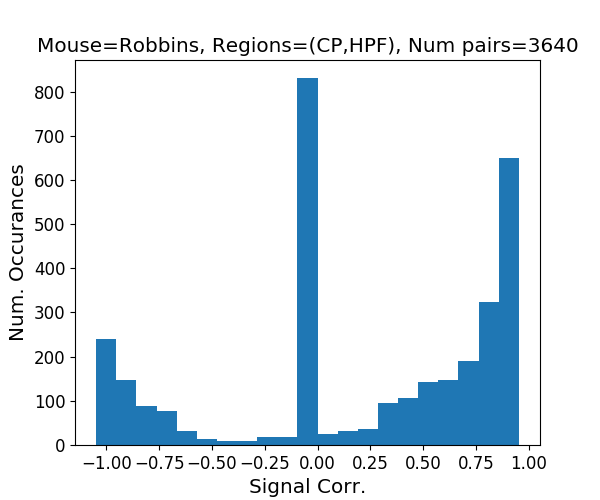 Mouse=Robbins, Regions=(CP,HPF), Num pairs=3640
Num. Occurances
800
700
600
500
400
300
200
100
0
−1.00 −0.75 −0.50 −0.25 0.00 0.25 0.50 0.75 1.00
Signal Corr.